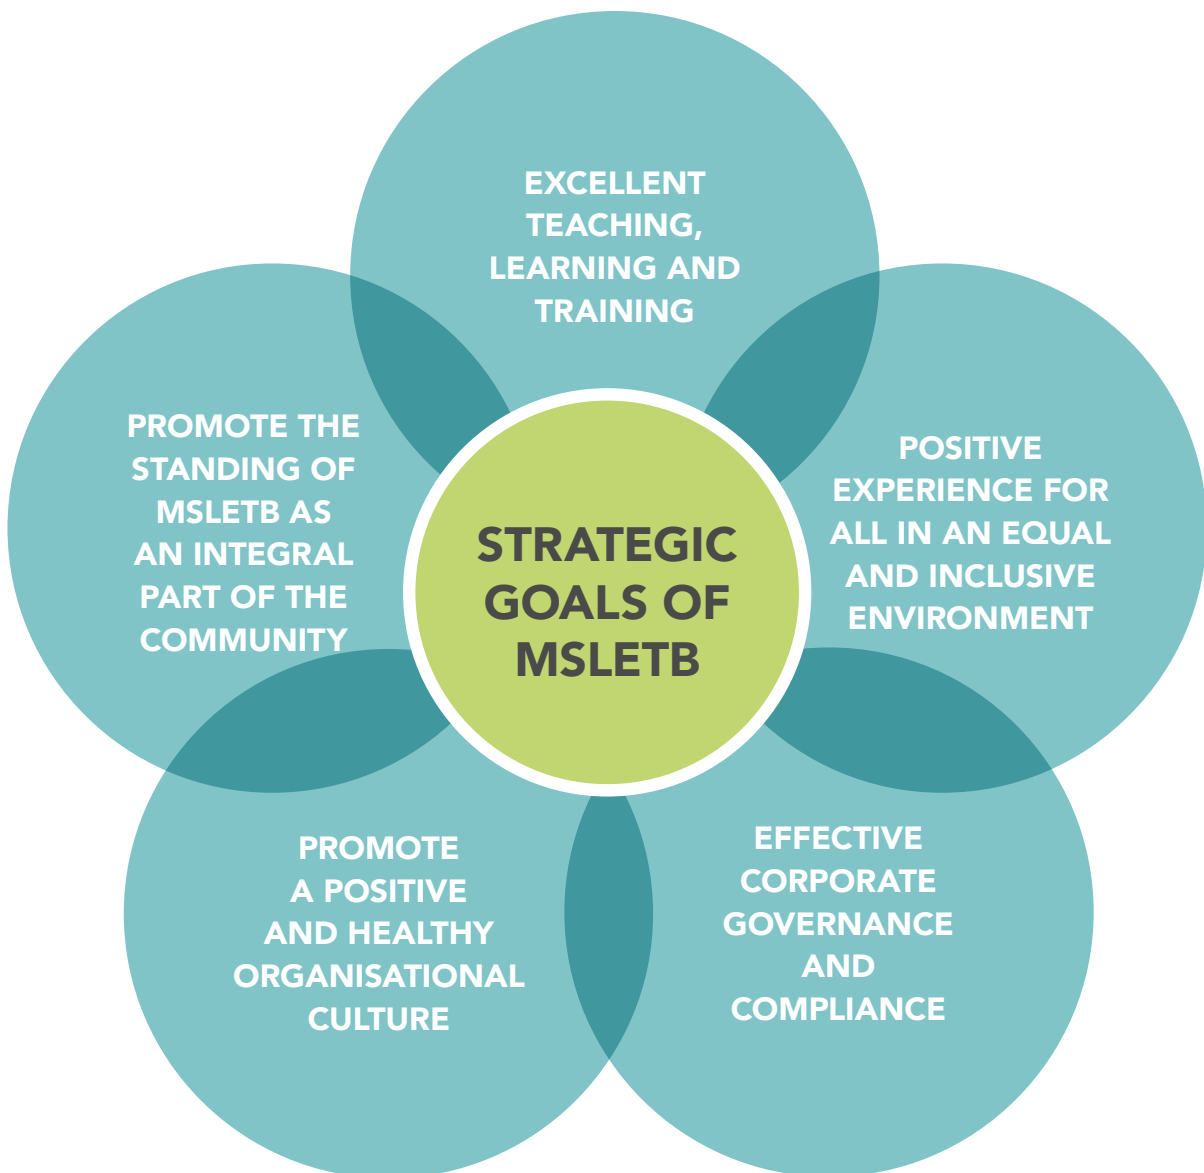 EXCELLENT
TEACHING,
LEARNING AND
TRAINING
POSITIVE
EXPERIENCE FOR
ALL IN AN EQUAL
AND INCLUSIVE
ENVIRONMENT
EFFECTIVE
CORPORATE
GOVERNANCE
AND
COMPLIANCE
PROMOTE
A POSITIVE
AND HEALTHY
ORGANISATIONAL
CULTURE
PROMOTE THE
STANDING OF
MSLETB AS
AN INTEGRAL
PART OF THE
COMMUNITY
STRATEGIC
GOALS OF
MSLETB